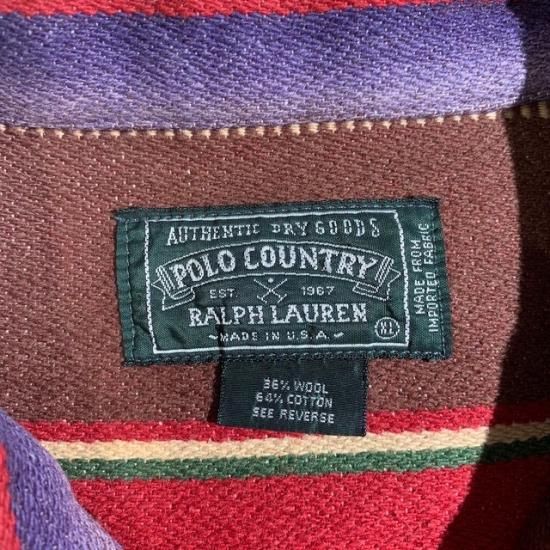 AUTHENTIC DRY GOODS
POLO COUNTRY
EST. 1967
RALPH LAUREN
~MADE IN U.S.A.~
XL
MADE FROM
IMPORTED FABRIC
36% WOOL
64% COTTON
SEE REVERSE